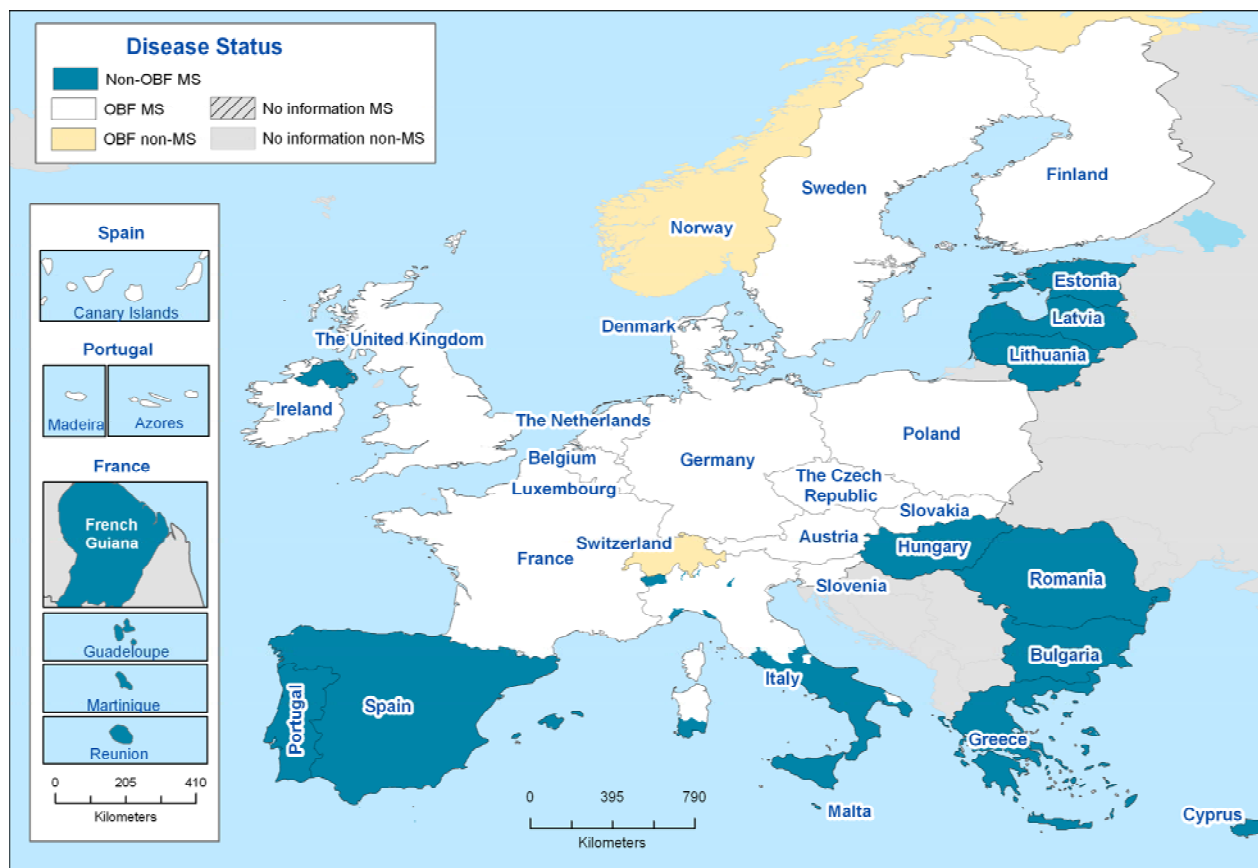 Disease Status
Non-OBF MS
OBF MS
No information MS
OBF non-MS
No information non-MS
Spain
Canary Islands
Portugal
Madeira
Azores
France
French
Guiana
Guadeloupe
Martinique
Reunion
0 205 410
Kilometers
Finland
Sweden
Norway
Estonia
Latvia
Lithuania
Denmark
The United Kingdom
Ireland
The Netherlands
Poland
Belgium
Germany
The Czech
Republic
Luxembourg
Slovakia
Austria
Switzerland
Hungary
France
Slovenia
Romania
Bulgaria
Italy
Spain
Portugal
Greece
Malta
Cyprus
0 395 790
Kilometers